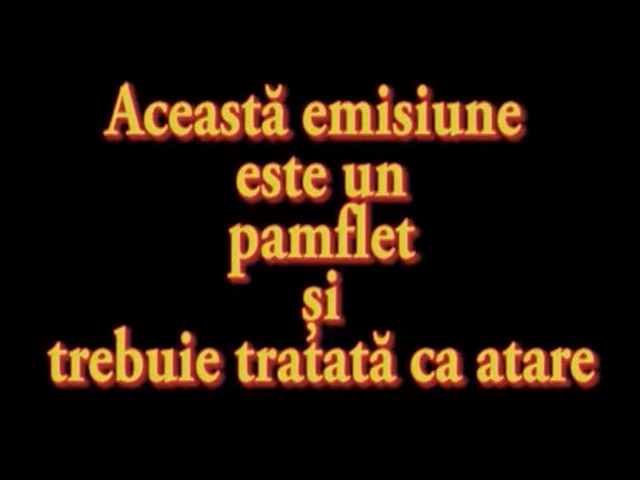 Această emisiune
este un
pamflet
și
trebuie tratată ca atare